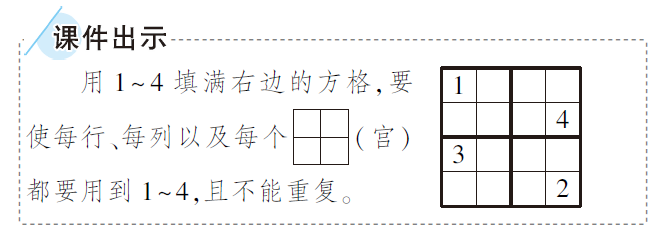 课件出示
用 1~4 填满右边的方格,要
使每行、每列以及每个(宫)
都要用到 1~4,且不能重复。
1
4
3
2